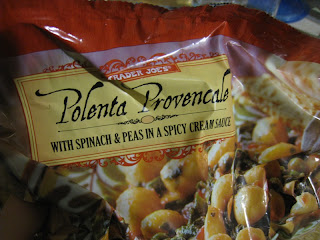 TRADER JOE'S
Polenta Provencale
WITH SPINACH & PEAS IN A SPICY CREAM SAUCE